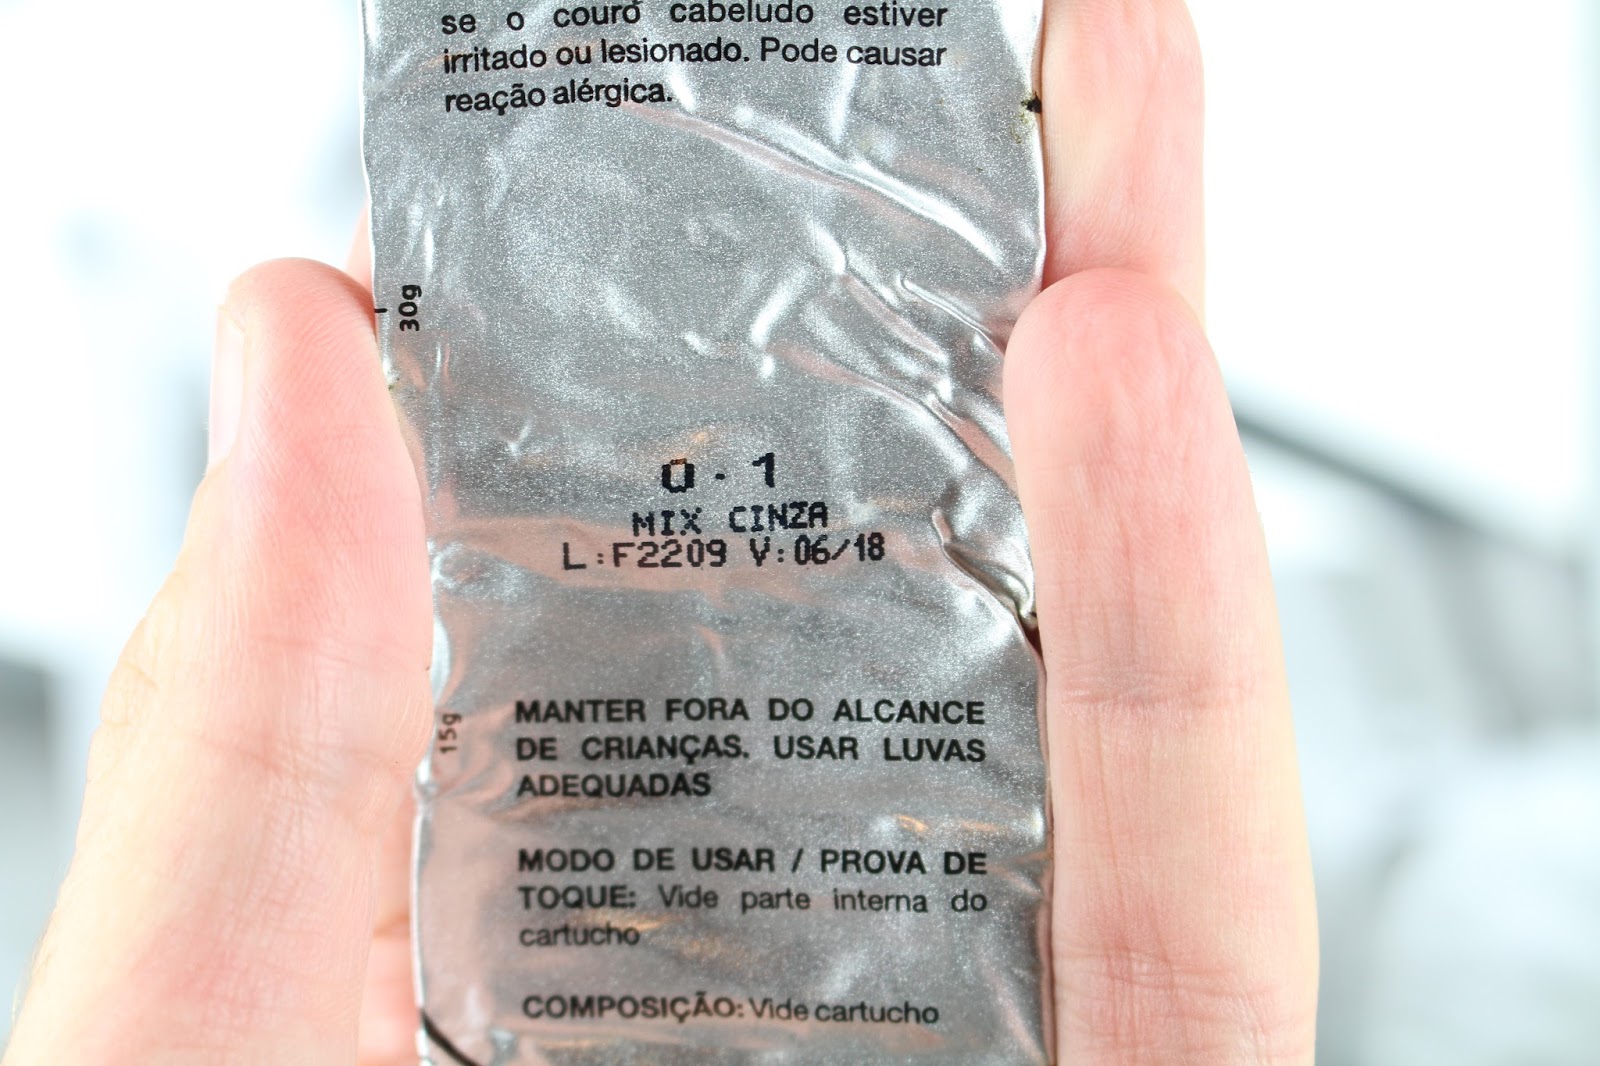 se o couro cabeludo estiver
irritado ou lesionado. Pode causar
reação alérgica.
30g
0.1
MIX CINZA
L:F2209 V:06/18
15g
MANTER FORA DO ALCANCE
DE CRIANÇAS. USAR LUVAS
ADEQUADAS
MODO DE USAR / PROVA DE
TOQUE: Vide parte interna do
cartucho
COMPOSIÇÃO: Vide cartucho